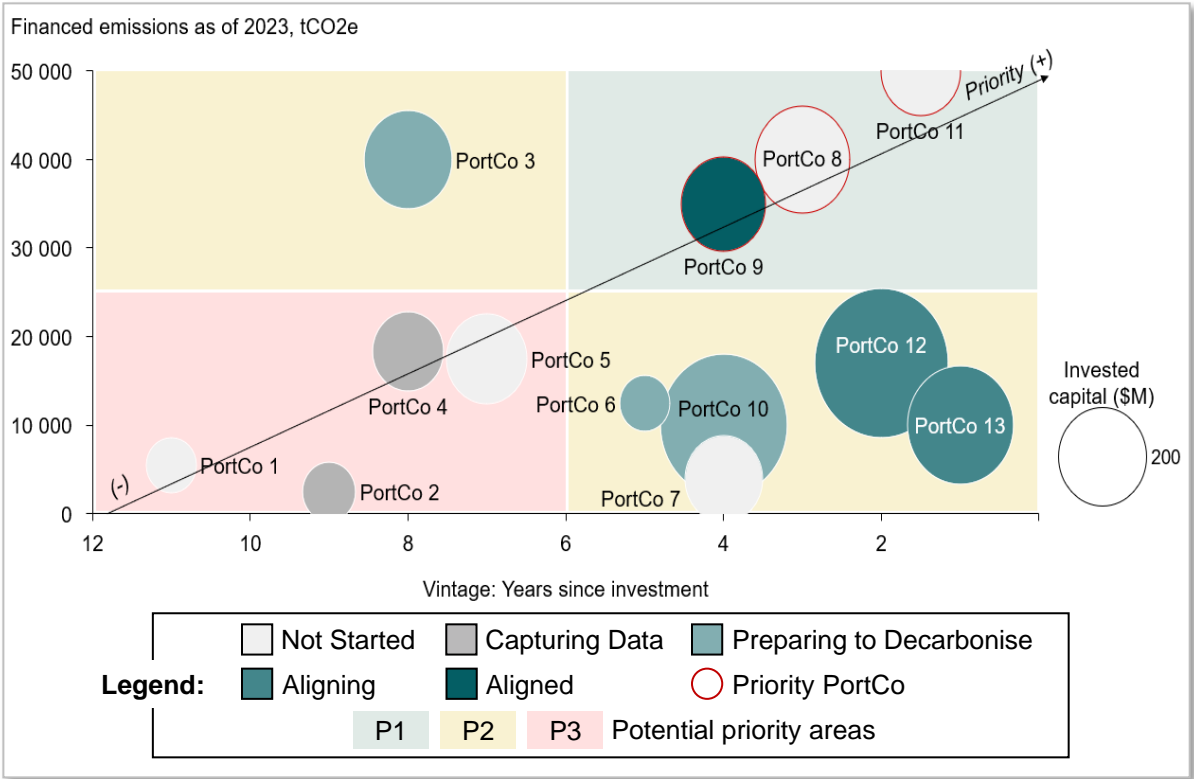 Financed emissions as of 2023, tCO2e
50 000
40 000
30 000
20 000
10 000
0
Priority (+)
PortCo 11
PortCo 8
PortCo 3
PortCo 9
PortCo 12
PortCo 5
PortCo 4
PortCo 6
PortCo 10
PortCo 13
PortCo 1
PortCo 2
PortCo 7
(-)
Invested
capital ($M)
200
12 10 8 6 4 2
Vintage: Years since investment
Not Started Capturing Data Preparing to Decarbonise
Legend: Aligning Aligned Priority PortCo
P1 P2 P3 Potential priority areas